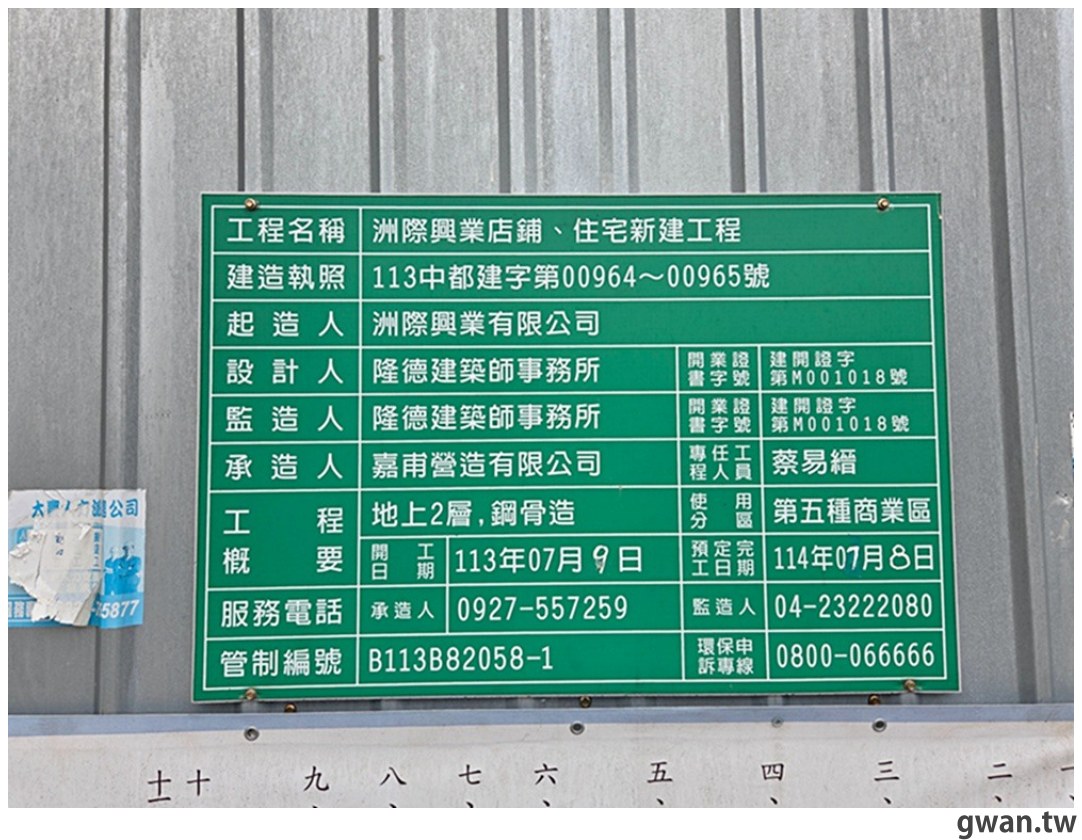 工程名稱 洲際興業店鋪、住宅新建工程
建造執照 113中都建字第00964～00965號
起造人 洲際興業有限公司
設計人 隆德建築師事務所 開業證書字號 建開證字第M001018號
監造人 隆德建築師事務所 開業證書字號 建開證字第M001018號
承造人 嘉甫營造有限公司 專任工程人員 蔡易縉
工程概要 地上2層,鋼骨造 使用分區 第五種商業區
開工日期 113年07月9日 預定完工日期 114年07月8日
服務電話 承造人 0927-557259 監造人 04-23222080
管制編號 B113B82058-1 環保申訴專線 0800-066666
公司
5877
十一、十、九、八、七、六、五、四、三、二、一、
gwan.tw